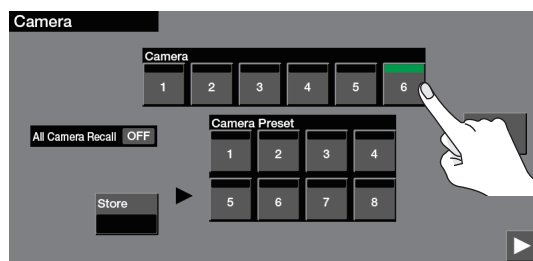 Camera
Camera
1 2 3 4 5 6
All Camera Recall OFF
Camera Preset
1 2 3 4
Store
5 6 7 8